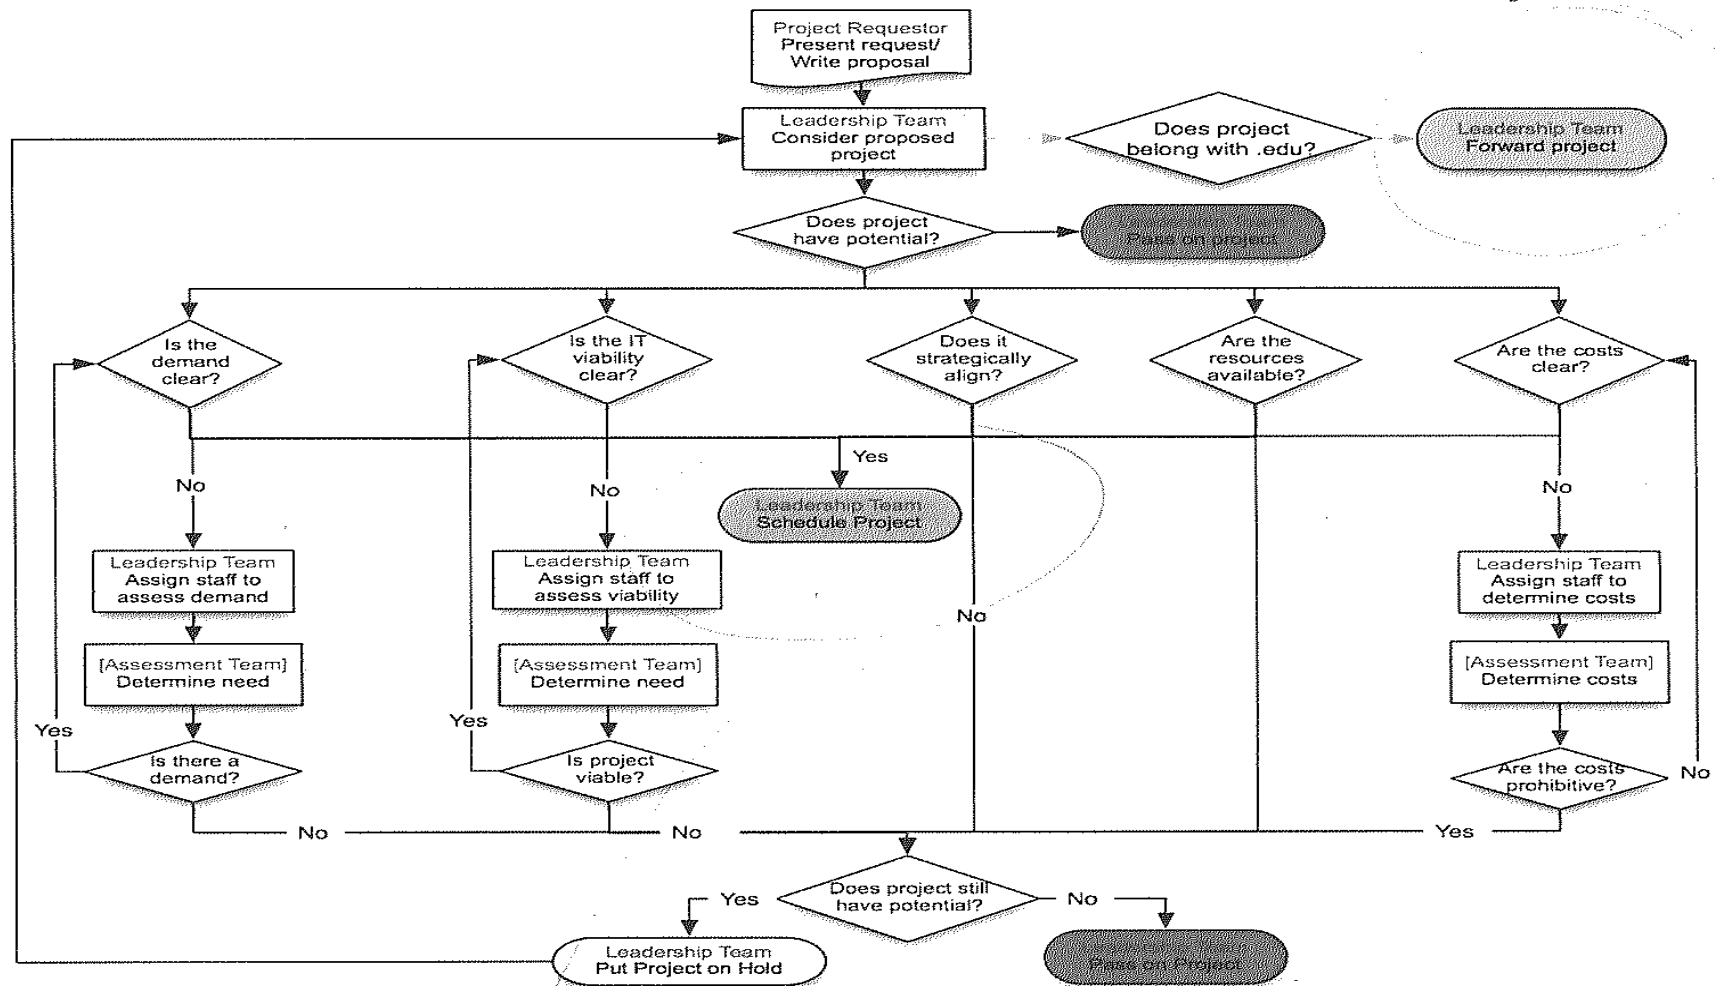 Project Requestor
Present request/
Write proposal
Leadership Team
Consider proposed
project
Does project
belong with .edu?
Leadership Team
Forward project
Does project
have potential?
Pass on project
Is the
demand
clear?
Is the IT
viability
clear?
Does it
strategically
align?
Are the
resources
available?
Are the costs
clear?
Yes
No
No
No
Leadership Team
Schedule Project
Leadership Team
Assign staff to
assess demand
Leadership Team
Assign staff to
assess viability
No
Leadership Team
Assign staff to
determine costs
[Assessment Team]
Determine need
[Assessment Team]
Determine need
[Assessment Team]
Determine costs
Yes
Yes
Is there a
demand?
Is project
viable?
Are the costs
prohibitive?
No
No
No
Yes
Does project still
have potential?
Yes
No
Leadership Team
Put Project on Hold
Pass on Project